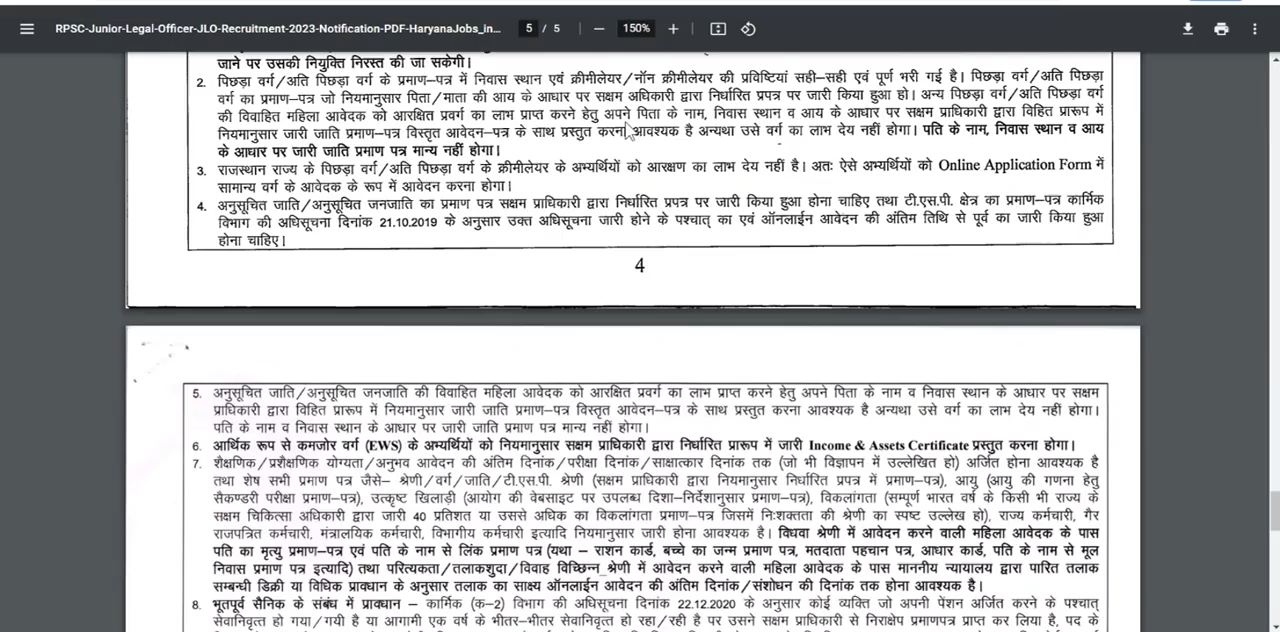 RPSC-Junior-Legal-Officer-JLO-Recruitment-2023-Notification-PDF-HaryanaJobs_in... 5 / 5 150%
जाने पर उसकी नियुक्ति निरस्त की जा सकेगी।
2. पिछड़ा वर्ग/अति पिछड़ा वर्ग के प्रमाण–पत्र में निवास स्थान एवं क्रीमीलेयर/नॉन क्रीमीलेयर की प्रविष्टियां सही–सही एवं पूर्ण भरी गई है। पिछड़ा वर्ग/अति पिछड़ा
वर्ग का प्रमाण–पत्र जो नियमानुसार पिता/माता की आय के आधार पर सक्षम अधिकारी द्वारा निर्धारित प्रपत्र पर जारी किया हुआ हो। अन्य पिछड़ा वर्ग/अति पिछड़ा वर्ग
की विवाहित महिला आवेदक को आरक्षित प्रवर्ग का लाभ प्राप्त करने हेतु अपने पिता के नाम, निवास स्थान व आय के आधार पर सक्षम प्राधिकारी द्वारा विहित प्रारूप में
नियमानुसार जारी जाति प्रमाण–पत्र विस्तृत आवेदन–पत्र के साथ प्रस्तुत करना आवश्यक है अन्यथा उसे वर्ग का लाभ देय नहीं होगा। पति के नाम, निवास स्थान व आय
के आधार पर जारी जाति प्रमाण पत्र मान्य नहीं होगा।
3. राजस्थान राज्य के पिछड़ा वर्ग/अति पिछड़ा वर्ग के क्रीमीलेयर के अभ्यर्थियों को आरक्षण का लाभ देय नहीं है। अतः ऐसे अभ्यर्थियों को Online Application Form में
सामान्य वर्ग के आवेदक के रूप में आवेदन करना होगा।
4. अनुसूचित जाति/अनुसूचित जनजाति का प्रमाण पत्र सक्षम प्राधिकारी द्वारा निर्धारित प्रपत्र पर जारी किया हुआ होना चाहिए तथा टी.एस.पी. क्षेत्र का प्रमाण–पत्र कार्मिक
विभाग की अधिसूचना दिनांक 21.10.2019 के अनुसार उक्त अधिसूचना जारी होने के पश्चात् का एवं ऑनलाईन आवेदन की अंतिम तिथि से पूर्व का जारी किया हुआ
होना चाहिए।
4
5. अनुसूचित जाति/अनुसूचित जनजाति की विवाहित महिला आवेदक को आरक्षित प्रवर्ग का लाभ प्राप्त करने हेतु अपने पिता के नाम व निवास स्थान के आधार पर सक्षम
प्राधिकारी द्वारा विहित प्रारूप में नियमानुसार जारी जाति प्रमाण–पत्र विस्तृत आवेदन–पत्र के साथ प्रस्तुत करना आवश्यक है अन्यथा उसे वर्ग का लाभ देय नहीं होगा।
पति के नाम व निवास स्थान के आधार पर जारी जाति प्रमाण पत्र मान्य नहीं होगा।
6. आर्थिक रूप से कमजोर वर्ग (EWS) के अभ्यर्थियों को नियमानुसार सक्षम प्राधिकारी द्वारा निर्धारित प्रारूप में जारी Income & Assets Certificate प्रस्तुत करना होगा।
7. शैक्षणिक/प्रशैक्षणिक योग्यता/अनुभव आवेदन की अंतिम दिनांक/परीक्षा दिनांक/साक्षात्कार दिनांक तक (जो भी विज्ञापन में उल्लेखित हो) अर्जित होना आवश्यक है
तथा शेष सभी प्रमाण पत्र जैसे– श्रेणी/वर्ग/जाति/टी.एस.पी. श्रेणी (सक्षम प्राधिकारी द्वारा नियमानुसार निर्धारित प्रपत्र में प्रमाण–पत्र), आयु (आयु की गणना हेतु
सैकण्डरी परीक्षा प्रमाण–पत्र), उत्कृष्ट खिलाड़ी (आयोग की वेबसाइट पर उपलब्ध दिशा–निर्देशानुसार प्रमाण–पत्र), विकलांगता (सम्पूर्ण भारत वर्ष के किसी भी राज्य के
सक्षम चिकित्सा अधिकारी द्वारा जारी 40 प्रतिशत या उससे अधिक का विकलांगता प्रमाण–पत्र जिसमें निःशक्तता की श्रेणी का स्पष्ट उल्लेख हो), राज्य कर्मचारी, गैर
राजपत्रित कर्मचारी, मंत्रालयिक कर्मचारी, विभागीय कर्मचारी इत्यादि नियमानुसार जारी होना आवश्यक है। विधवा श्रेणी में आवेदन करने वाली महिला आवेदक के पास
पति का मृत्यु प्रमाण–पत्र एवं पति के नाम से लिंक प्रमाण पत्र (यथा – राशन कार्ड, बच्चे का जन्म प्रमाण पत्र, मतदाता पहचान पत्र, आधार कार्ड, पति के नाम से मूल
निवास प्रमाण पत्र इत्यादि) तथा परित्यकता/तलाकशुदा/विवाह विच्छिन्न श्रेणी में आवेदन करने वाली महिला आवेदक के पास माननीय न्यायालय द्वारा पारित तलाक
सम्बन्धी डिक्री या विधिक प्रावधान के अनुसार तलाक का साक्ष्य ऑनलाईन आवेदन की अंतिम दिनांक/संशोधन की दिनांक तक होना आवश्यक है।
8. भूतपूर्व सैनिक के संबंध में प्रावधान – कार्मिक (क–2) विभाग की अधिसूचना दिनांक 22.12.2020 के अनुसार कोई व्यक्ति जो अपनी पेंशन अर्जित करने के पश्चात्
सेवानिवृत्त हो गया/गयी है या आगामी एक वर्ष के भीतर–भीतर सेवानिवृत्त हो रहा/रही है पर उसने सक्षम प्राधिकारी से निराक्षेप प्रमाणपत्र प्राप्त कर लिया है, पद के